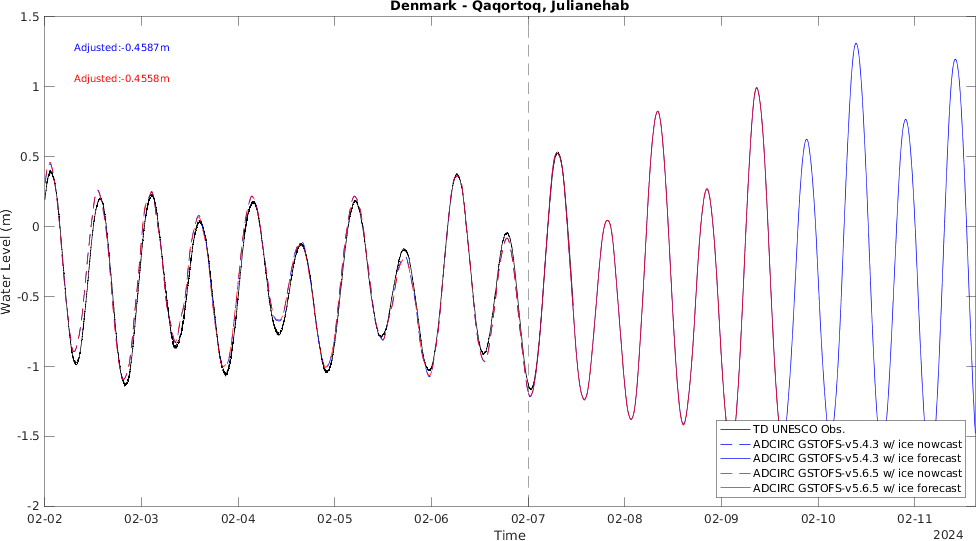 Denmark - Qaqortoq, Julianehab
Adjusted:-0.4587m
Adjusted:-0.4558m
Water Level (m)
1.5
1
0.5
0
-0.5
-1
-1.5
-2
TD UNESCO Obs.
ADCIRC GSTOFS-v5.4.3 w/ ice nowcast
ADCIRC GSTOFS-v5.4.3 w/ ice forecast
ADCIRC GSTOFS-v5.6.5 w/ ice nowcast
ADCIRC GSTOFS-v5.6.5 w/ ice forecast
02-02 02-03 02-04 02-05 02-06 02-07 02-08 02-09 02-10 02-11
Time
2024